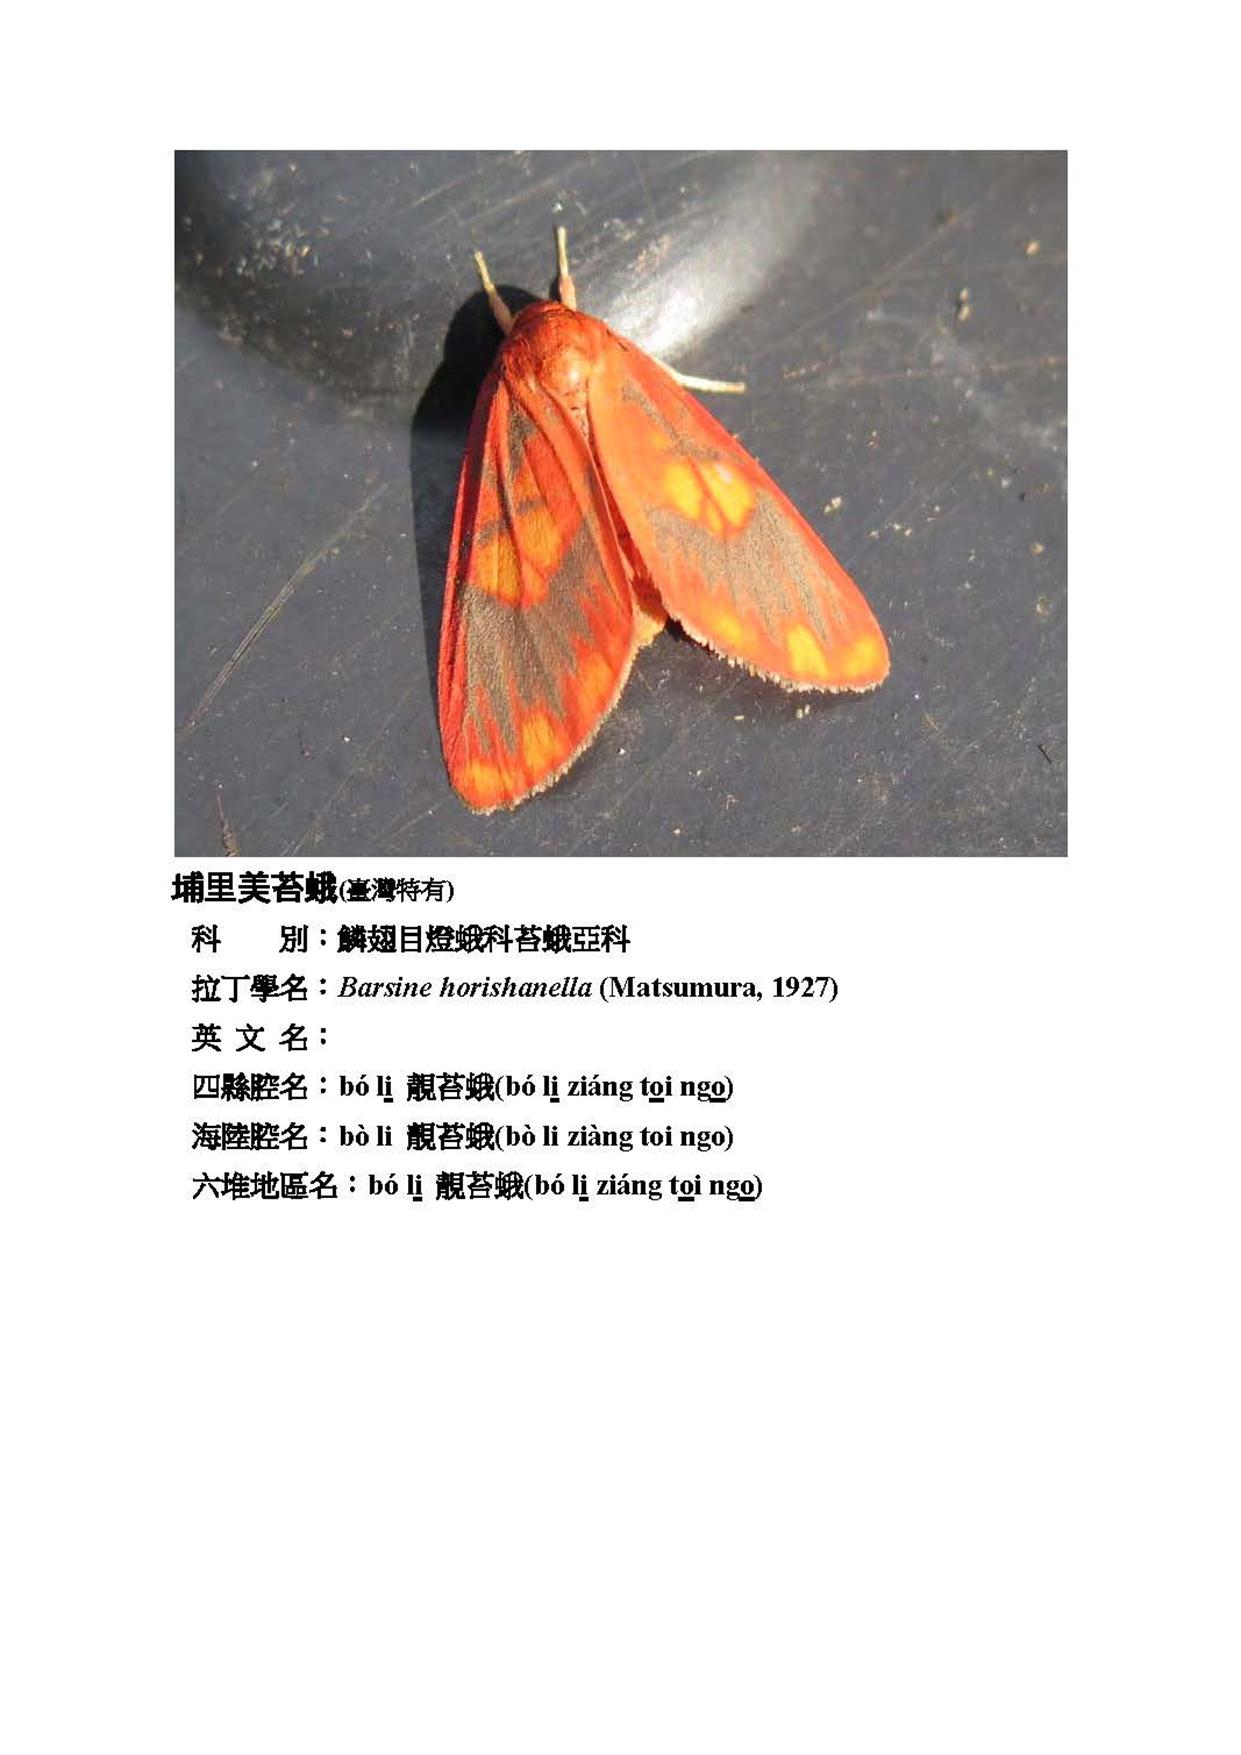 埔里美苔蛾(臺灣特有)
科　　別：鱗翅目燈蛾科苔蛾亞科
拉丁學名：Barsine horishanella (Matsumura, 1927)
英 文 名：
四縣腔名：bó li̲ 靚苔蛾(bó li̲ ziáng to̲i ngo̲)
海陸腔名：bò li 靚苔蛾(bò li ziàng toi ngo)
六堆地區名：bó li̲ 靚苔蛾(bó li̲ ziáng to̲i ngo̲)